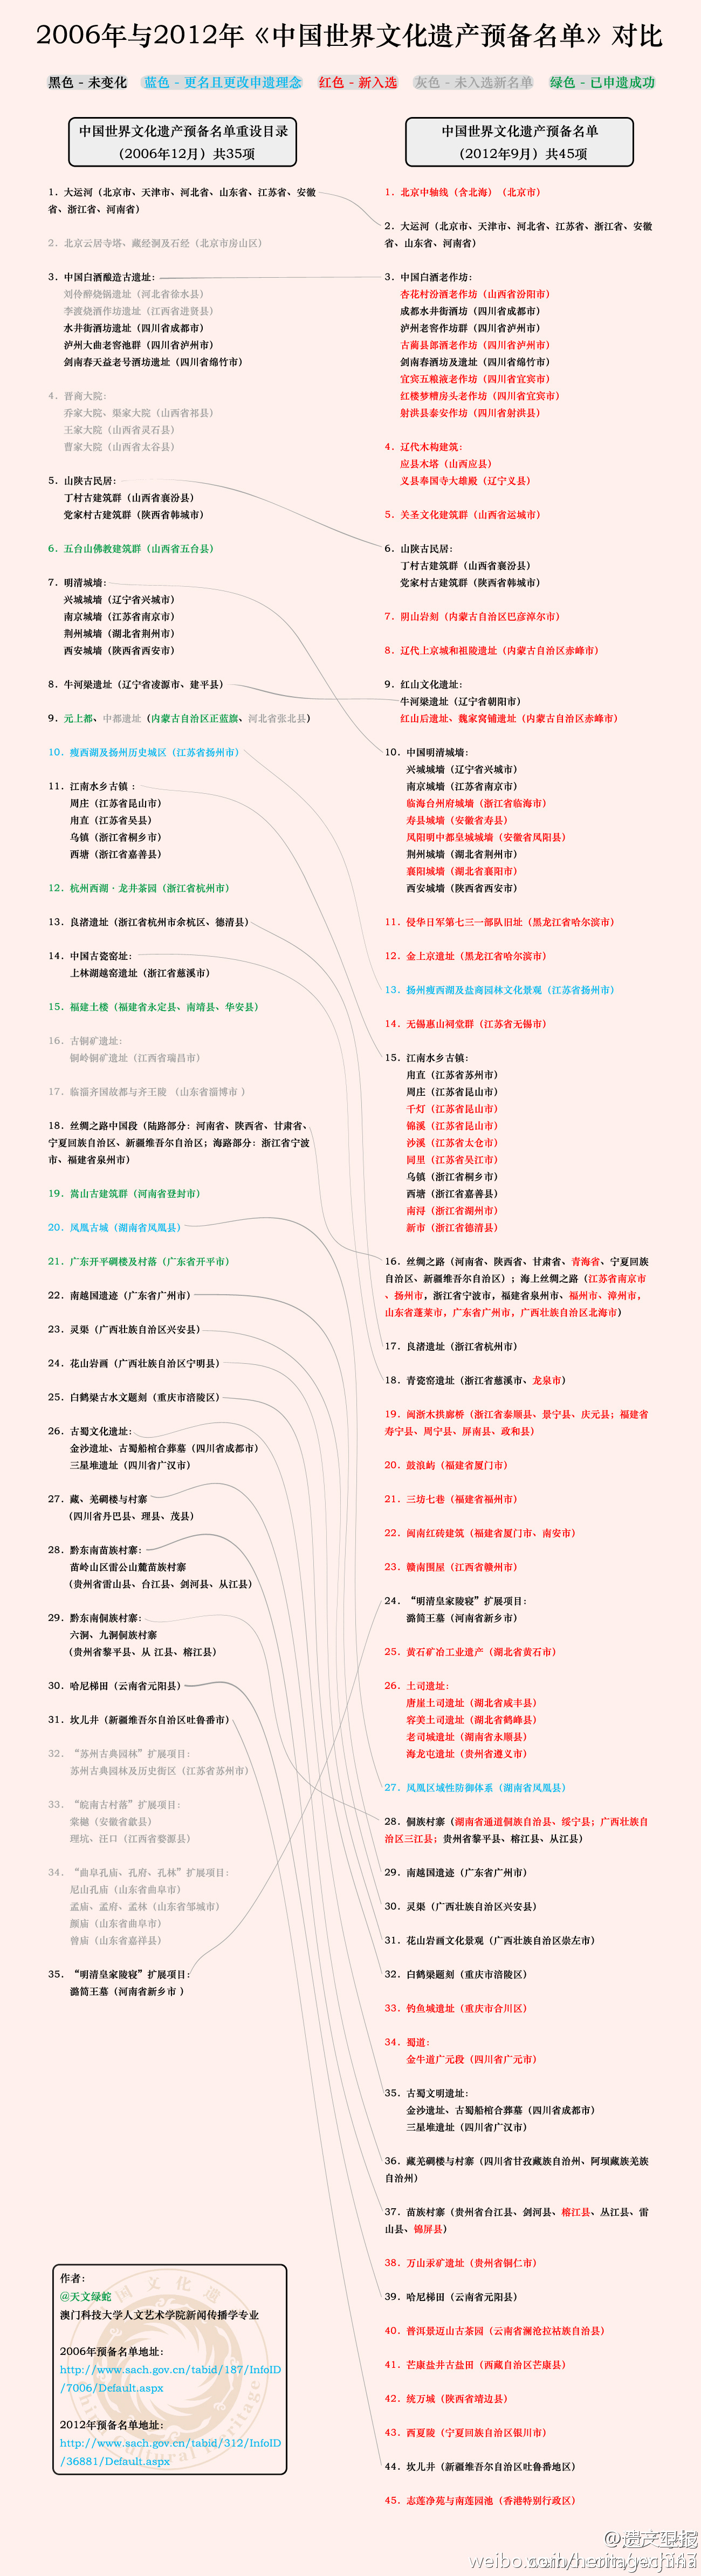 2006年与2012年《中国世界文化遗产预备名单》对比
黑色 - 未变化
蓝色 - 更名且更改申遗理念
红色 - 新入选
灰色 - 未入选新名单
绿色 - 已申遗成功
中国世界文化遗产预备名单重设目录
（2006年12月）共35项
1. 大运河（北京市、天津市、河北省、山东省、江苏省、安徽
省、浙江省、河南省）
2. 北京云居寺塔、藏经洞及石经（北京市房山区）
3. 中国白酒酿造古遗址：
刘伶醉烧锅遗址（河北省徐水县）
李渡烧酒作坊遗址（江西省进贤县）
水井街酒坊遗址（四川省成都市）
泸州大曲老窖池群（四川省泸州市）
剑南春天益老号酒坊遗址（四川省绵竹市）
4. 晋商大院：
乔家大院、渠家大院（山西省祁县）
王家大院（山西省灵石县）
曹家大院（山西省太谷县）
5. 山陕古民居：
丁村古建筑群（山西省襄汾县）
党家村古建筑群（陕西省韩城市）
6. 五台山佛教建筑群（山西省五台县）
7. 明清城墙：
兴城城墙（辽宁省兴城市）
南京城墙（江苏省南京市）
荆州城墙（湖北省荆州市）
西安城墙（陕西省西安市）
8. 牛河梁遗址（辽宁省凌源市、建平县）
9. 元上都、中都遗址（内蒙古自治区正蓝旗、河北省张北县）
10. 瘦西湖及扬州历史城区（江苏省扬州市）
11. 江南水乡古镇：
周庄（江苏省昆山市）
甪直（江苏省吴县）
乌镇（浙江省桐乡市）
西塘（浙江省嘉善县）
12. 杭州西湖·龙井茶园（浙江省杭州市）
13. 良渚遗址（浙江省杭州市余杭区、德清县）
14. 中国古瓷窑址：
上林湖越窑遗址（浙江省慈溪市）
15. 福建土楼（福建省永定县、南靖县、华安县）
16. 古铜矿遗址：
铜岭铜矿遗址（江西省瑞昌市）
17. 临淄齐国故都与齐王陵 （山东省淄博市 ）
18. 丝绸之路中国段（陆路部分：河南省、陕西省、甘肃省、
宁夏回族自治区、新疆维吾尔自治区；海路部分：浙江省宁波
市、福建省泉州市）
19. 嵩山古建筑群（河南省登封市）
20. 凤凰古城（湖南省凤凰县）
21. 广东开平碉楼及村落（广东省开平市）
22. 南越国遗迹（广东省广州市）
23. 灵渠（广西壮族自治区兴安县）
24. 花山岩画（广西壮族自治区宁明县）
25. 白鹤梁古水文题刻（重庆市涪陵区）
26. 古蜀文化遗址：
金沙遗址、古蜀船棺合葬墓（四川省成都市）
三星堆遗址（四川省广汉市）
27. 藏、羌碉楼与村寨
（四川省丹巴县、理县、茂县）
28. 黔东南苗族村寨：
苗岭山区雷公山麓苗族村寨
（贵州省雷山县、台江县、剑河县、从江县）
29. 黔东南侗族村寨：
六洞、九洞侗族村寨
（贵州省黎平县、从 江县、榕江县）
30. 哈尼梯田（云南省元阳县）
31. 坎儿井（新疆维吾尔自治区吐鲁番市）
32. “苏州古典园林”扩展项目：
苏州古典园林及历史街区（江苏省苏州市）
33. “皖南古村落”扩展项目：
棠樾（安徽省歙县）
理坑、汪口（江西省婺源县）
34. “曲阜孔庙、孔府、孔林”扩展项目：
尼山孔庙（山东省曲阜市）
孟庙、孟府、孟林（山东省邹城市）
颜庙（山东省曲阜市）
曾庙（山东省嘉祥县）
35. “明清皇家陵寝”扩展项目：
潞简王墓（河南省新乡市 ）
中国世界文化遗产预备名单
（2012年9月）共45项
1. 北京中轴线（含北海）（北京市）
2. 大运河（北京市、天津市、河北省、江苏省、浙江省、安徽
省、山东省、河南省）
3. 中国白酒老作坊：
杏花村汾酒老作坊（山西省汾阳市）
成都水井街酒坊（四川省成都市）
泸州老窖作坊群（四川省泸州市）
古蔺县郎酒老作坊（四川省泸州市）
剑南春酒坊及遗址（四川省绵竹市）
宜宾五粮液老作坊（四川省宜宾市）
红楼梦糟房头老作坊（四川省宜宾市）
射洪县泰安作坊（四川省射洪县）
4. 辽代木构建筑：
应县木塔（山西应县）
义县奉国寺大雄殿（辽宁义县）
5. 关圣文化建筑群（山西省运城市）
6. 山陕古民居：
丁村古建筑群（山西省襄汾县）
党家村古建筑群（陕西省韩城市）
7. 阴山岩刻（内蒙古自治区巴彦淖尔市）
8. 辽代上京城和祖陵遗址（内蒙古自治区赤峰市）
9. 红山文化遗址：
牛河梁遗址（辽宁省朝阳市）
红山后遗址、魏家窝铺遗址（内蒙古自治区赤峰市）
10. 中国明清城墙：
兴城城墙（辽宁省兴城市）
南京城墙（江苏省南京市）
临海台州府城墙（浙江省临海市）
寿县城墙（安徽省寿县）
凤阳明中都皇城城墙（安徽省凤阳县）
荆州城墙（湖北省荆州市）
襄阳城墙（湖北省襄阳市）
西安城墙（陕西省西安市）
11. 侵华日军第七三一部队旧址（黑龙江省哈尔滨市）
12. 金上京遗址（黑龙江省哈尔滨市）
13. 扬州瘦西湖及盐商园林文化景观（江苏省扬州市）
14. 无锡惠山祠堂群（江苏省无锡市）
15. 江南水乡古镇：
甪直（江苏省苏州市）
周庄（江苏省昆山市）
千灯（江苏省昆山市）
锦溪（江苏省昆山市）
沙溪（江苏省太仓市）
同里（江苏省吴江市）
乌镇（浙江省桐乡市）
西塘（浙江省嘉善县）
南浔（浙江省湖州市）
新市（浙江省德清县）
16. 丝绸之路（河南省、陕西省、甘肃省、青海省、宁夏回族
自治区、新疆维吾尔自治区）；海上丝绸之路（江苏省南京市
、扬州市，浙江省宁波市，福建省泉州市、福州市、漳州市，
山东省蓬莱市，广东省广州市，广西壮族自治区北海市）
17. 良渚遗址（浙江省杭州市）
18. 青瓷窑遗址（浙江省慈溪市、龙泉市）
19. 闽浙木拱廊桥（浙江省泰顺县、景宁县、庆元县；福建省
寿宁县、周宁县、屏南县、政和县）
20. 鼓浪屿（福建省厦门市）
21. 三坊七巷（福建省福州市）
22. 闽南红砖建筑（福建省厦门市、南安市）
23. 赣南围屋（江西省赣州市）
24. “明清皇家陵寝”扩展项目：
潞简王墓（河南省新乡市）
25. 黄石矿冶工业遗产（湖北省黄石市）
26. 土司遗址：
唐崖土司遗址（湖北省咸丰县）
容美土司遗址（湖北省鹤峰县）
老司城遗址（湖南省永顺县）
海龙屯遗址（贵州省遵义市）
27. 凤凰区域性防御体系（湖南省凤凰县）
28. 侗族村寨（湖南省通道侗族自治县、绥宁县；广西壮族自
治区三江县；贵州省黎平县、榕江县、从江县）
29. 南越国遗迹（广东省广州市）
30. 灵渠（广西壮族自治区兴安县）
31. 花山岩画文化景观（广西壮族自治区崇左市）
32. 白鹤梁题刻（重庆市涪陵区）
33. 钓鱼城遗址（重庆市合川区）
34. 蜀道：
金牛道广元段（四川省广元市）
35. 古蜀文明遗址：
金沙遗址、古蜀船棺合葬墓（四川省成都市）
三星堆遗址（四川省广汉市）
36. 藏羌碉楼与村寨（四川省甘孜藏族自治州、阿坝藏族羌族
自治州）
37. 苗族村寨（贵州省台江县、剑河县、榕江县、丛江县、雷
山县、锦屏县）
38. 万山汞矿遗址（贵州省铜仁市）
39. 哈尼梯田（云南省元阳县）
40. 普洱景迈山古茶园（云南省澜沧拉祜族自治县）
41. 芒康盐井古盐田（西藏自治区芒康县）
42. 统万城（陕西省靖边县）
43. 西夏陵（宁夏回族自治区银川市）
44. 坎儿井（新疆维吾尔自治区吐鲁番地区）
45. 志莲净苑与南莲园池（香港特别行政区）
作者：
@天文绿蛇
澳门科技大学人文艺术学院新闻传播学专业
2006年预备名单地址：
http://www.sach.gov.cn/tabid/187/InfoID
/7006/Default.aspx
2012年预备名单地址：
http://www.sach.gov.cn/tabid/312/InfoID
/36881/Default.aspx
weibo.com/heritagechina